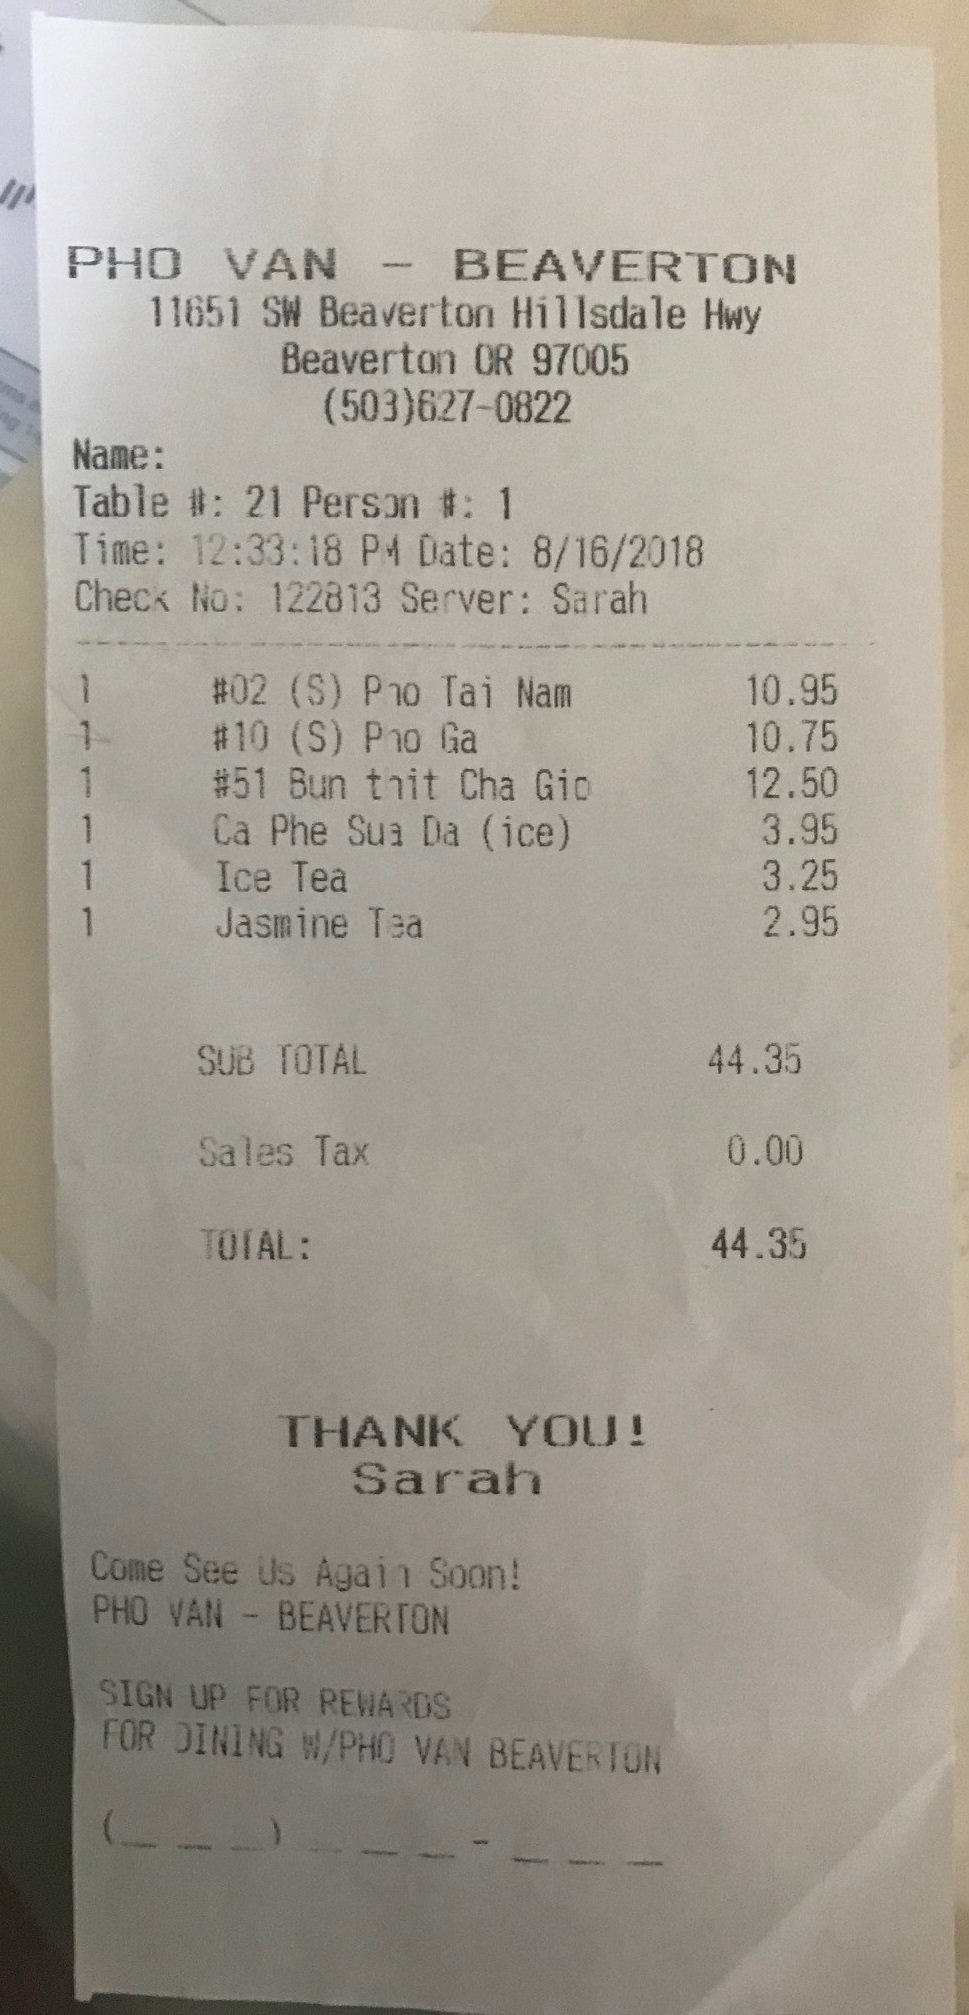 PHO VAN - BEAVERTON
11651 SW Beaverton Hillsdale Hwy
Beaverton OR 97005
(503)627-0822
Name:
Table #: 21 Person #: 1
Time: 12:33:18 PM Date: 8/16/2018
Check No: 122813 Server: Sarah
1 #02 (S) Pho Tai Nam 10.95
1 #10 (S) Pho Ga 10.75
1 #51 Bun thit Cha Gio 12.50
1 Ca Phe Sua Da (ice) 3.95
1 Ice Tea 3.25
1 Jasmine Tea 2.95
SUB TOTAL 44.35
Sales Tax 0.00
TOTAL: 44.35
THANK YOU!
Sarah
Come See Us Again Soon!
PHO VAN - BEAVERTON
SIGN UP FOR REWARDS
FOR DINING W/PHO VAN BEAVERTON
(_ _ _) _ _ _ - _ _ _